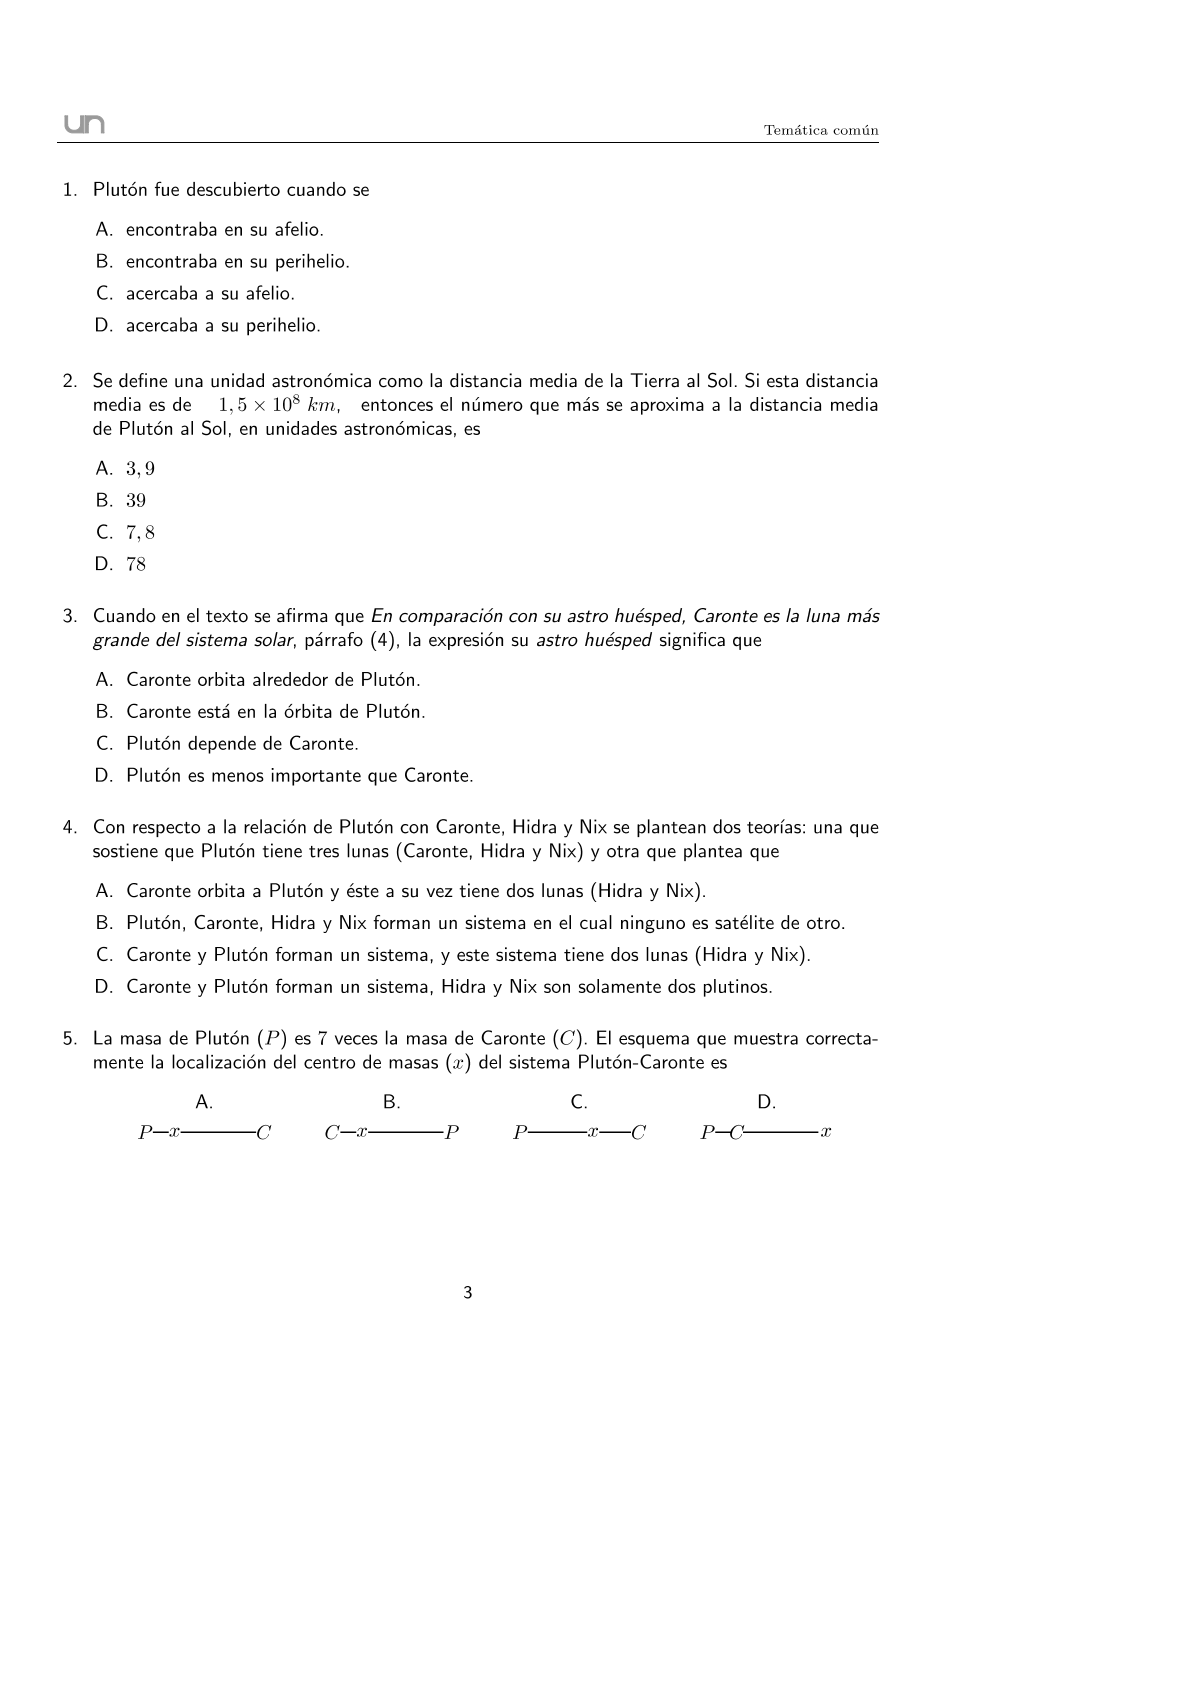 un
Temática común
1. Plutón fue descubierto cuando se
A. encontraba en su afelio.
B. encontraba en su perihelio.
C. acercaba a su afelio.
D. acercaba a su perihelio.
2. Se define una unidad astronómica como la distancia media de la Tierra al Sol. Si esta distancia
media es de 1, 5 × 10⁸ km, entonces el número que más se aproxima a la distancia media
de Plutón al Sol, en unidades astronómicas, es
A. 3, 9
B. 39
C. 7, 8
D. 78
3. Cuando en el texto se afirma que En comparación con su astro huésped, Caronte es la luna más
grande del sistema solar, párrafo (4), la expresión su astro huésped significa que
A. Caronte orbita alrededor de Plutón.
B. Caronte está en la órbita de Plutón.
C. Plutón depende de Caronte.
D. Plutón es menos importante que Caronte.
4. Con respecto a la relación de Plutón con Caronte, Hidra y Nix se plantean dos teorías: una que
sostiene que Plutón tiene tres lunas (Caronte, Hidra y Nix) y otra que plantea que
A. Caronte orbita a Plutón y éste a su vez tiene dos lunas (Hidra y Nix).
B. Plutón, Caronte, Hidra y Nix forman un sistema en el cual ninguno es satélite de otro.
C. Caronte y Plutón forman un sistema, y este sistema tiene dos lunas (Hidra y Nix).
D. Caronte y Plutón forman un sistema, Hidra y Nix son solamente dos plutinos.
5. La masa de Plutón (P) es 7 veces la masa de Caronte (C). El esquema que muestra correcta-
mente la localización del centro de masas (x) del sistema Plutón-Caronte es
A. B. C. D.
P x C C x P P x C P C x
3